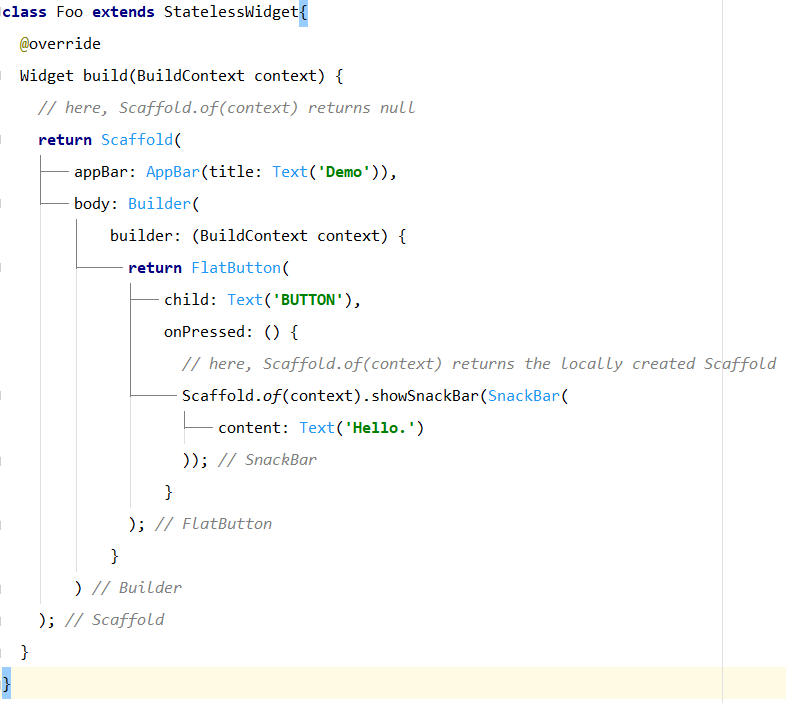 class Foo extends StatelessWidget{
  @override
  Widget build(BuildContext context) {
    // here, Scaffold.of(context) returns null
    return Scaffold(
        appBar: AppBar(title: Text('Demo')),
        body: Builder(
            builder: (BuildContext context) {
              return FlatButton(
                  child: Text('BUTTON'),
                  onPressed: () {
                    // here, Scaffold.of(context) returns the locally created Scaffold
                    Scaffold.of(context).showSnackBar(SnackBar(
                        content: Text('Hello.')
                    )); // SnackBar
                  }
              ); // FlatButton
            }
        ) // Builder
    ); // Scaffold
  }
}